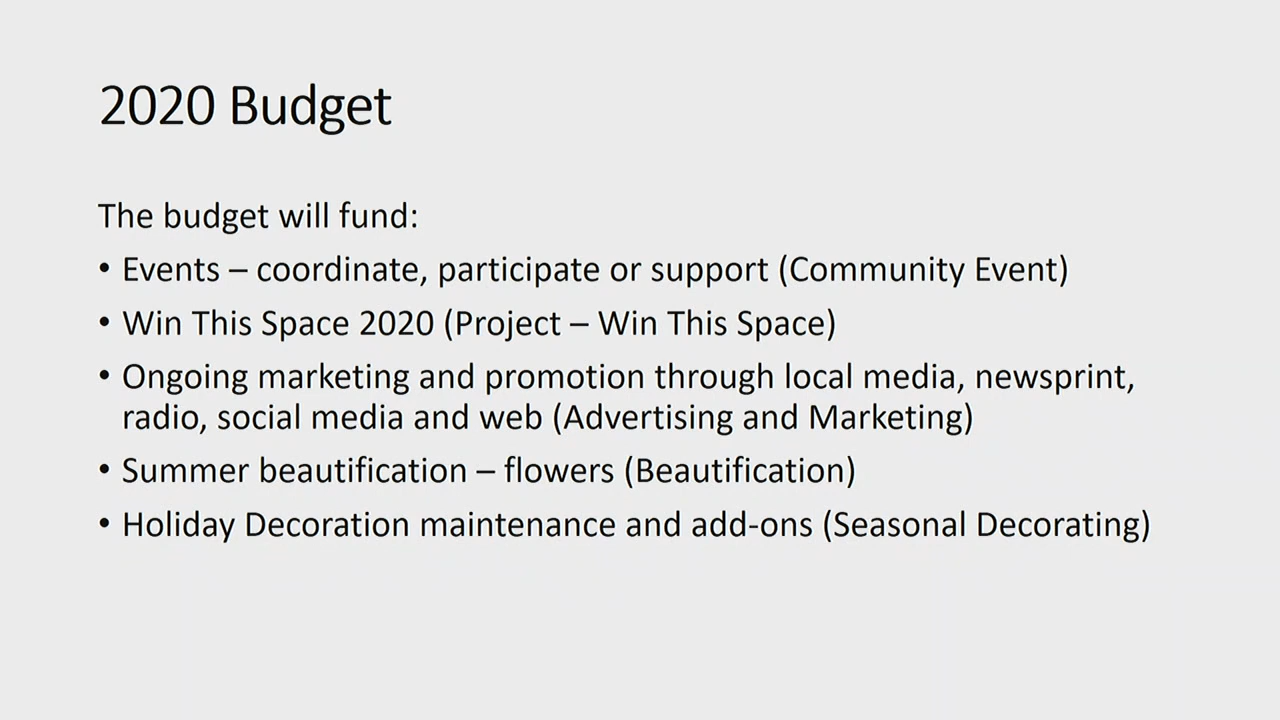 2020 Budget
The budget will fund:
• Events – coordinate, participate or support (Community Event)
• Win This Space 2020 (Project – Win This Space)
• Ongoing marketing and promotion through local media, newsprint,
radio, social media and web (Advertising and Marketing)
• Summer beautification – flowers (Beautification)
• Holiday Decoration maintenance and add-ons (Seasonal Decorating)